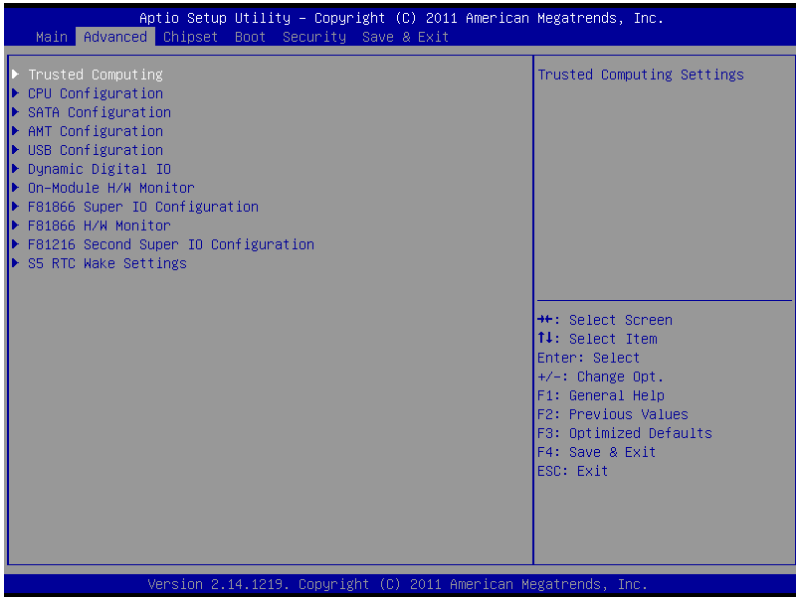 Aptio Setup Utility – Copyright (C) 2011 American Megatrends, Inc.
Main Advanced Chipset Boot Security Save & Exit
▶ Trusted Computing
▶ CPU Configuration
▶ SATA Configuration
▶ AMT Configuration
▶ USB Configuration
▶ Dynamic Digital IO
▶ On-Module H/W Monitor
▶ F81866 Super IO Configuration
▶ F81866 H/W Monitor
▶ F81216 Second Super IO Configuration
▶ S5 RTC Wake Settings
Trusted Computing Settings
→←: Select Screen
↑↓: Select Item
Enter: Select
+/-: Change Opt.
F1: General Help
F2: Previous Values
F3: Optimized Defaults
F4: Save & Exit
ESC: Exit
Version 2.14.1219. Copyright (C) 2011 American Megatrends, Inc.